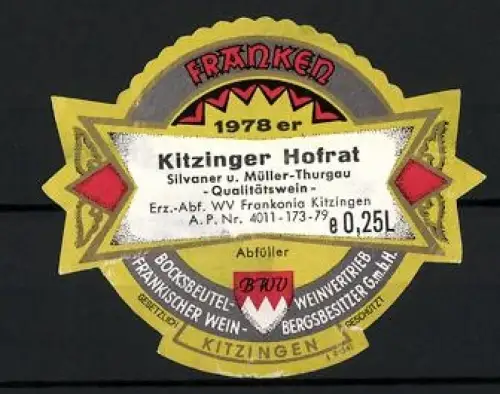 FRANKEN
1978 er
Kitzinger Hofrat
Silvaner u. Müller-Thurgau
-Qualitätswein-
Erz.-Abf. WV Frankonia Kitzingen
A.P. Nr. 4011-173-79
e 0,25L
Abfüller
BWV
BOCKSBEUTEL-WEINVERTRIEB
FRÄNKISCHER WEIN-BERGSBESITZER G.m.b.H.
GESETZLICH GESCHÜTZT
KITZINGEN